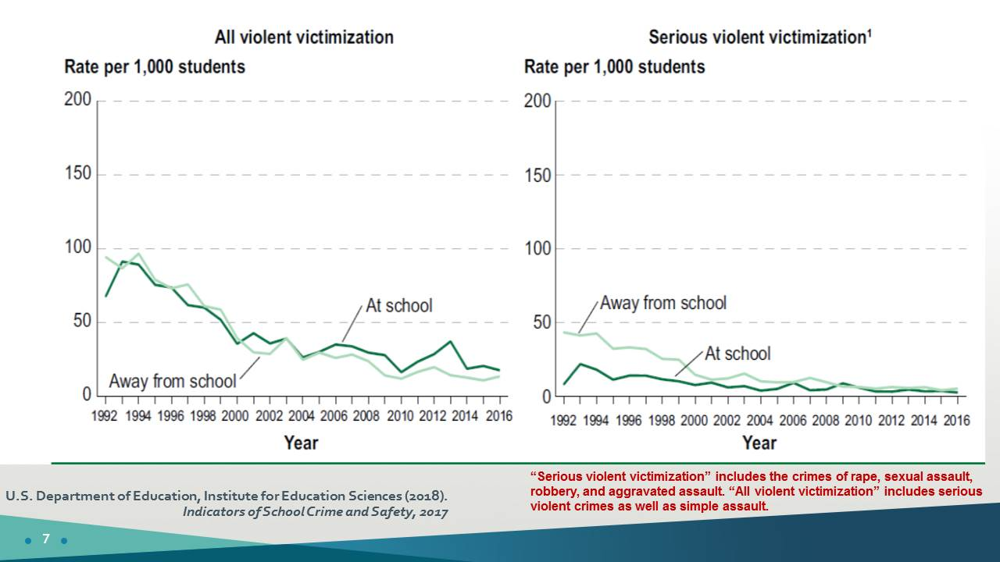 All violent victimization
Rate per 1,000 students
200
150
100
50
0
At school
Away from school
1992 1994 1996 1998 2000 2002 2004 2006 2008 2010 2012 2014 2016
Year
Serious violent victimization¹
Rate per 1,000 students
200
150
100
50
0
Away from school
At school
1992 1994 1996 1998 2000 2002 2004 2006 2008 2010 2012 2014 2016
Year
U.S. Department of Education, Institute for Education Sciences (2018).
Indicators of School Crime and Safety, 2017
“Serious violent victimization” includes the crimes of rape, sexual assault,
robbery, and aggravated assault. “All violent victimization” includes serious
violent crimes as well as simple assault.
7